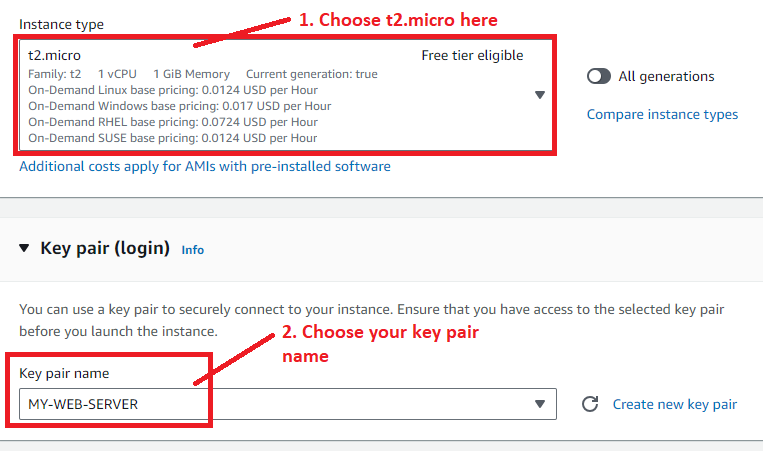 Instance type
1. Choose t2.micro here
t2.micro
Free tier eligible
Family: t2 1 vCPU 1 GiB Memory Current generation: true
On-Demand Linux base pricing: 0.0124 USD per Hour
On-Demand Windows base pricing: 0.017 USD per Hour
On-Demand RHEL base pricing: 0.0724 USD per Hour
On-Demand SUSE base pricing: 0.0124 USD per Hour
All generations
Compare instance types
Additional costs apply for AMIs with pre-installed software
Key pair (login) Info
You can use a key pair to securely connect to your instance. Ensure that you have access to the selected key pair
before you launch the instance.
2. Choose your key pair
name
Key pair name
MY-WEB-SERVER
Create new key pair